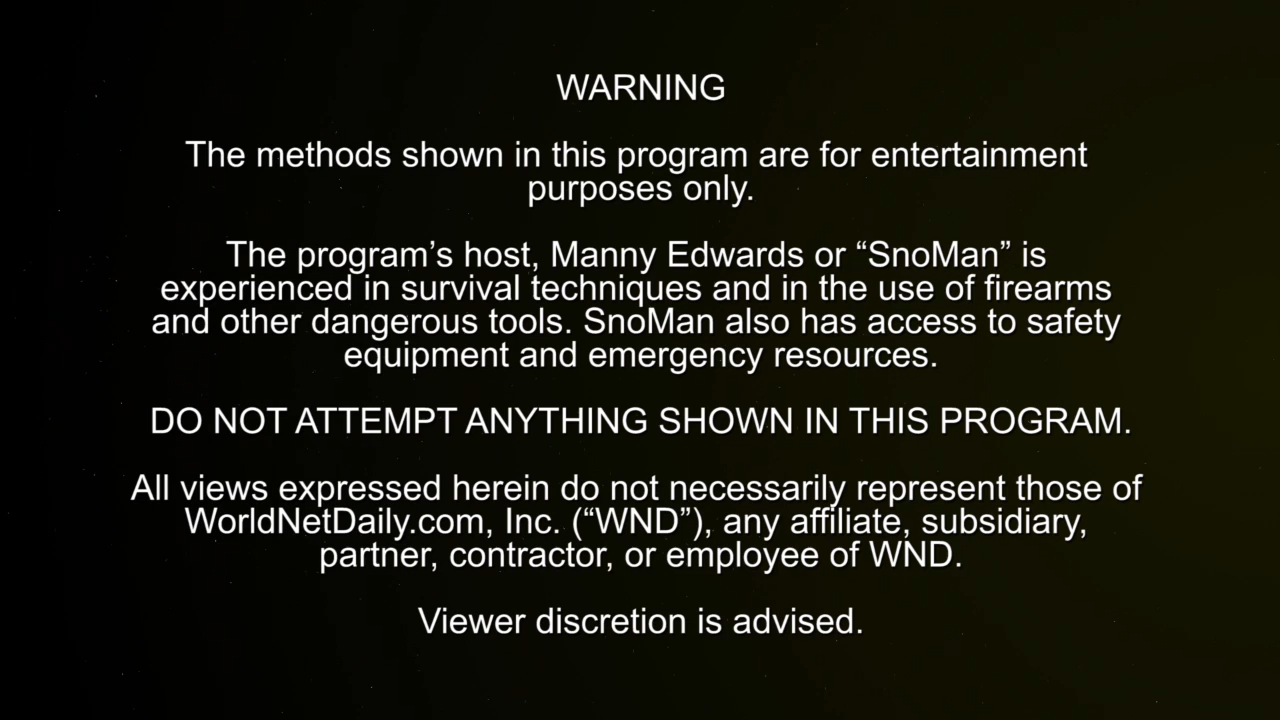 WARNING
The methods shown in this program are for entertainment
purposes only.
The program’s host, Manny Edwards or “SnoMan” is
experienced in survival techniques and in the use of firearms
and other dangerous tools. SnoMan also has access to safety
equipment and emergency resources.
DO NOT ATTEMPT ANYTHING SHOWN IN THIS PROGRAM.
All views expressed herein do not necessarily represent those of
WorldNetDaily.com, Inc. (“WND”), any affiliate, subsidiary,
partner, contractor, or employee of WND.
Viewer discretion is advised.